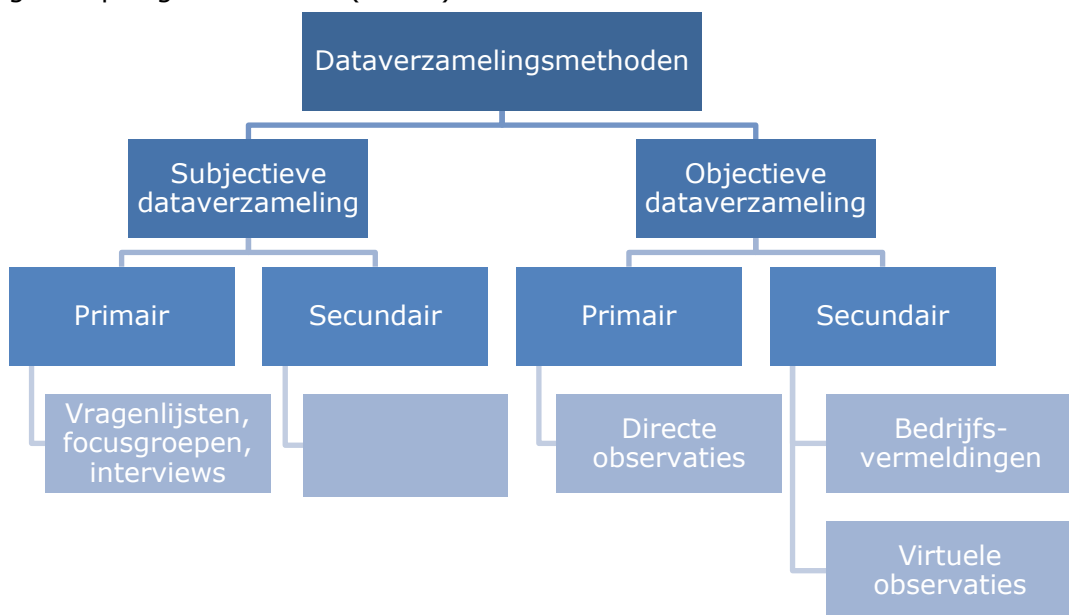 Dataverzamelingsmethoden
Subjectieve
dataverzameling
Objectieve
dataverzameling
Primair
Secundair
Primair
Secundair
Vragenlijsten,
focusgroepen,
interviews
Directe
observaties
Bedrijfs-
vermeldingen
Virtuele
observaties